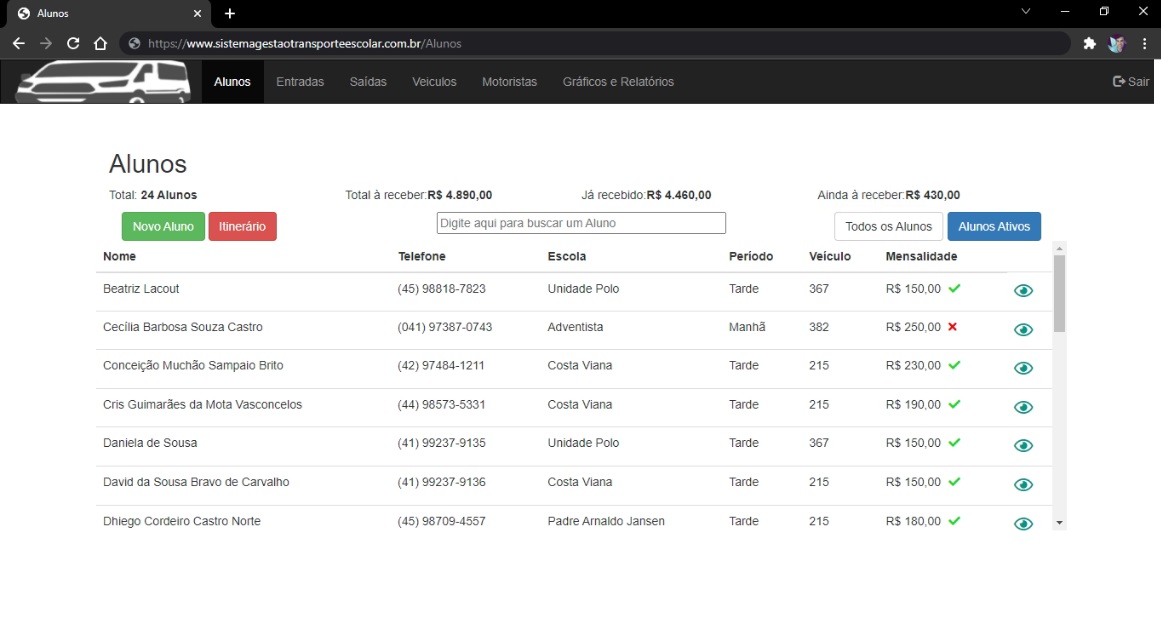 Alunos
https://www.sistemagestaotransporteescolar.com.br/Alunos
Alunos Entradas Saídas Veiculos Motoristas Gráficos e Relatórios Sair
Alunos
Total: 24 Alunos Total à receber:R$ 4.890,00 Já recebido:R$ 4.460,00 Ainda à receber:R$ 430,00
Novo Aluno Itinerário Digite aqui para buscar um Aluno Todos os Alunos Alunos Ativos
Nome Telefone Escola Período Veículo Mensalidade
Beatriz Lacout (45) 98818-7823 Unidade Polo Tarde 367 R$ 150,00
Cecília Barbosa Souza Castro (041) 97387-0743 Adventista Manhã 382 R$ 250,00
Conceição Muchão Sampaio Brito (42) 97484-1211 Costa Viana Tarde 215 R$ 230,00
Cris Guimarães da Mota Vasconcelos (44) 98573-5331 Costa Viana Tarde 215 R$ 190,00
Daniela de Sousa (41) 99237-9135 Unidade Polo Tarde 367 R$ 150,00
David da Sousa Bravo de Carvalho (41) 99237-9136 Costa Viana Tarde 215 R$ 150,00
Dhiego Cordeiro Castro Norte (45) 98709-4557 Padre Arnaldo Jansen Tarde 215 R$ 180,00